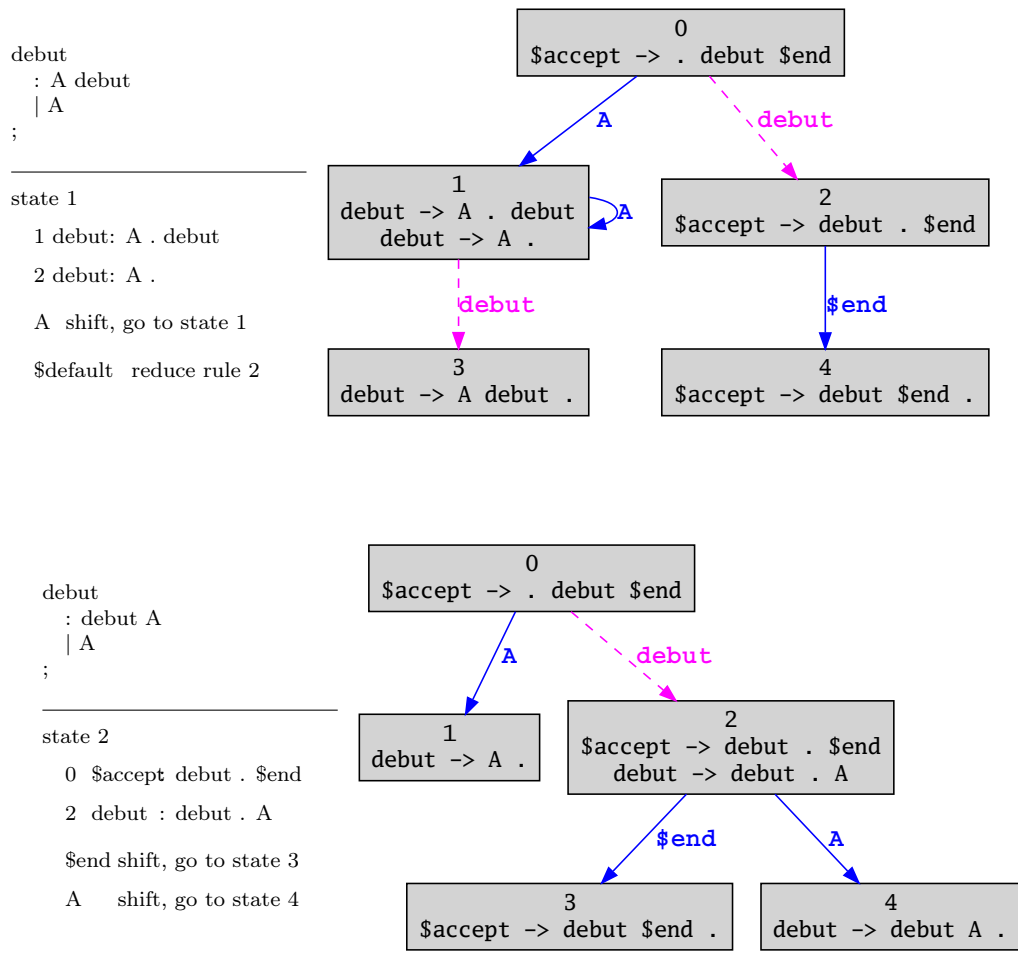 debut
: A debut
| A
;
state 1
1 debut: A . debut
2 debut: A .
A shift, go to state 1
$default reduce rule 2
0
$accept -> . debut $end
A
debut
1
debut -> A . debut
debut -> A .
A
2
$accept -> debut . $end
debut
$end
3
debut -> A debut .
4
$accept -> debut $end .
debut
: debut A
| A
;
state 2
0 $accept: debut . $end
2 debut : debut . A
$end shift, go to state 3
A shift, go to state 4
0
$accept -> . debut $end
A
debut
1
debut -> A .
2
$accept -> debut . $end
debut -> debut . A
$end
A
3
$accept -> debut $end .
4
debut -> debut A .